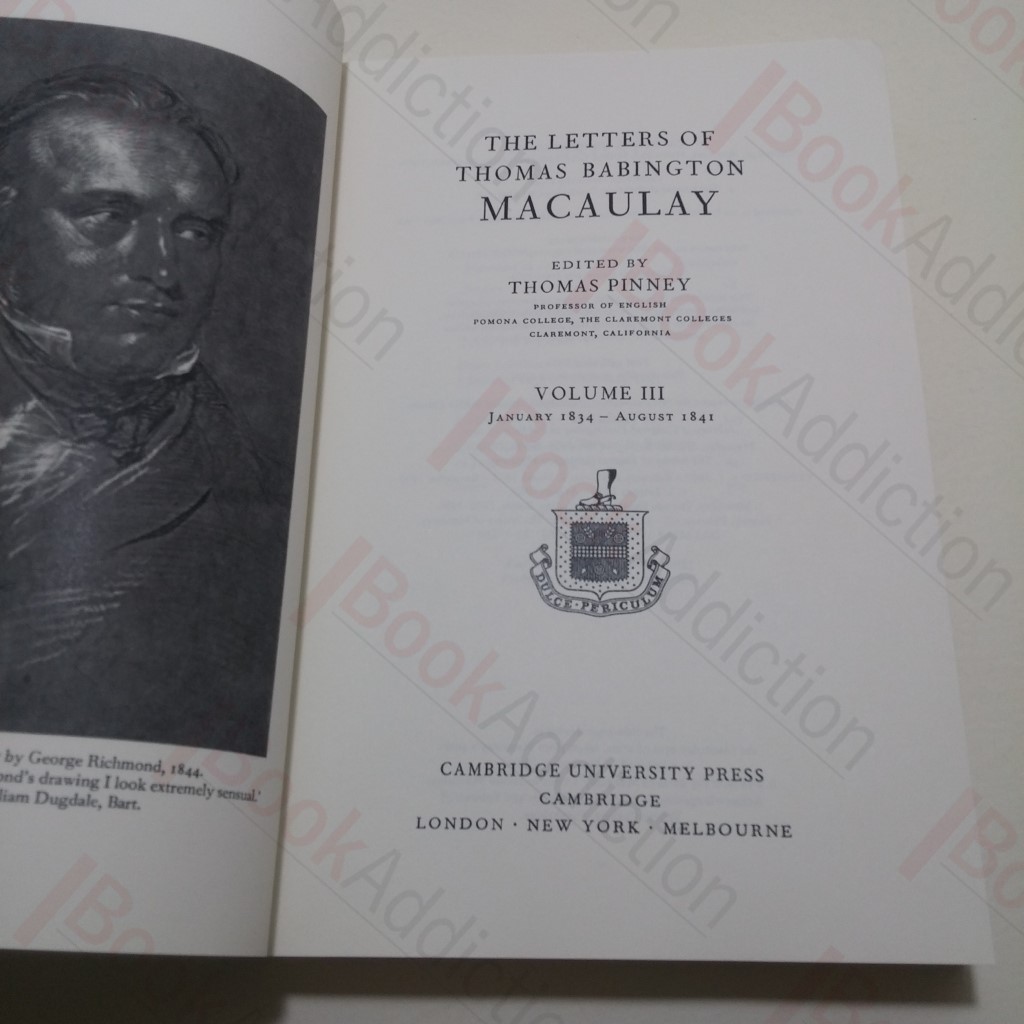 by George Richmond, 1844.
ond's drawing I look extremely sensual.'
liam Dugdale, Bart.
THE LETTERS OF
THOMAS BABINGTON
MACAULAY
EDITED BY
THOMAS PINNEY
PROFESSOR OF ENGLISH
POMONA COLLEGE, THE CLAREMONT COLLEGES
CLAREMONT, CALIFORNIA
VOLUME III
JANUARY 1834 – AUGUST 1841
DULCE · PERICULUM
CAMBRIDGE UNIVERSITY PRESS
CAMBRIDGE
LONDON · NEW YORK · MELBOURNE
BookAddiction